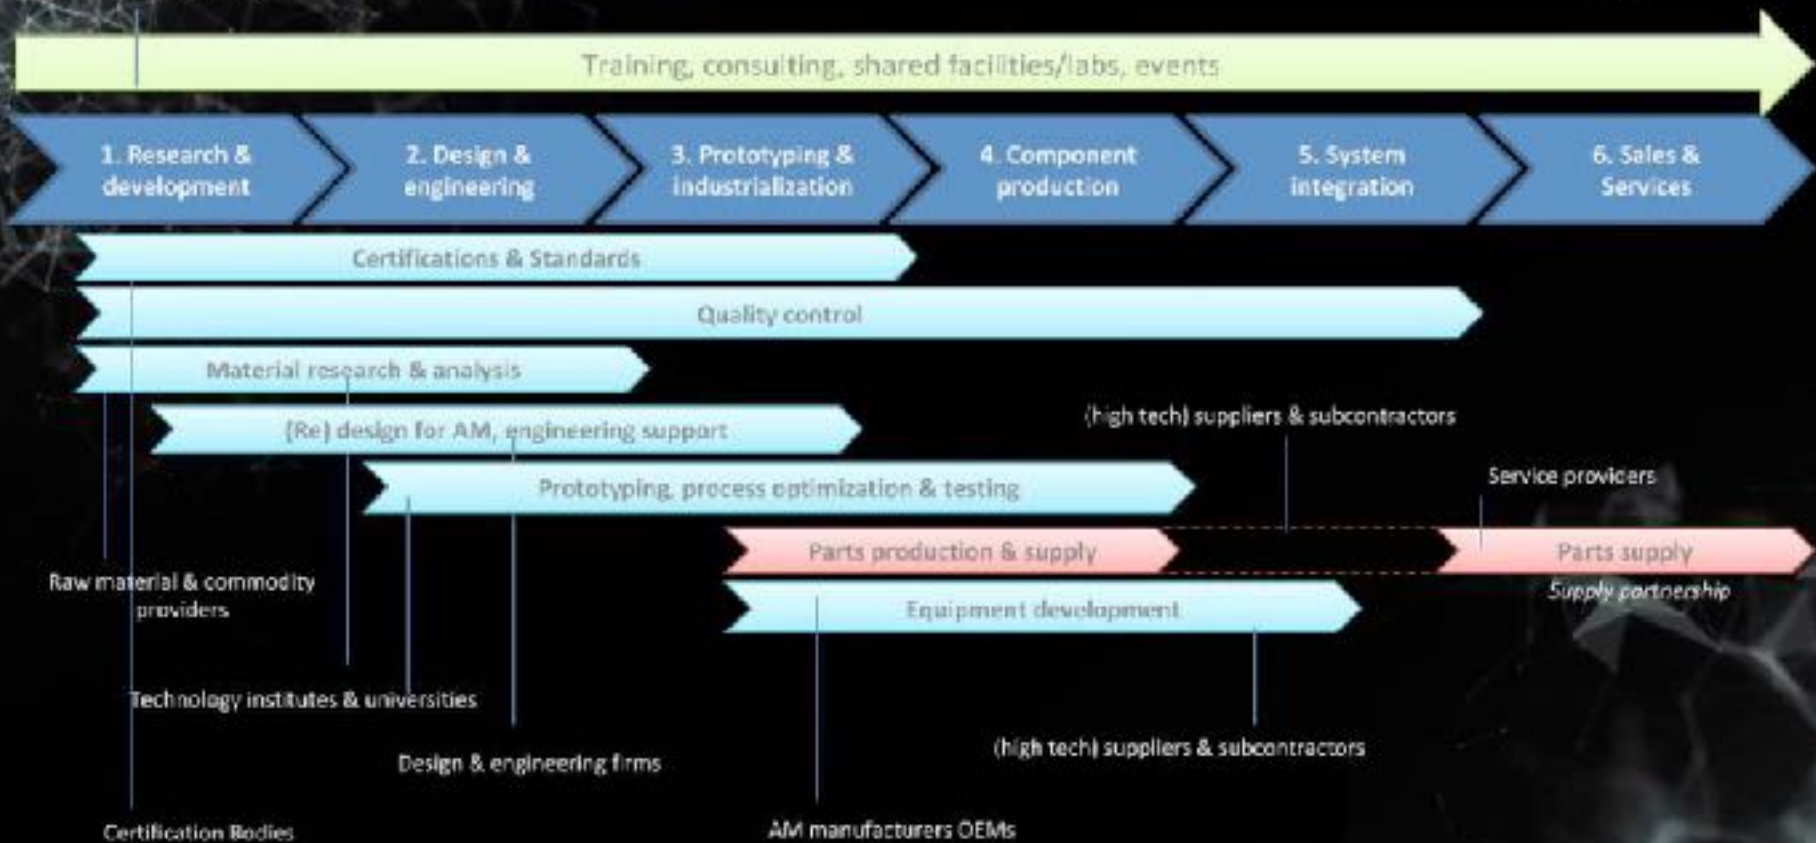 Training, consulting, shared facilities/labs, events
1. Research &
development
2. Design &
engineering
3. Prototyping &
industrialization
4. Component
production
5. System
integration
6. Sales &
Services
Certifications & Standards
Quality control
Material research & analysis
(Re) design for AM, engineering support
(high tech) suppliers & subcontractors
Prototyping, process optimization & testing
Service providers
Parts production & supply
Parts supply
Supply partnership
Equipment development
Raw material & commodity
providers
Technology institutes & universities
Design & engineering firms
(high tech) suppliers & subcontractors
Certification Bodies
AM manufacturers OEMs